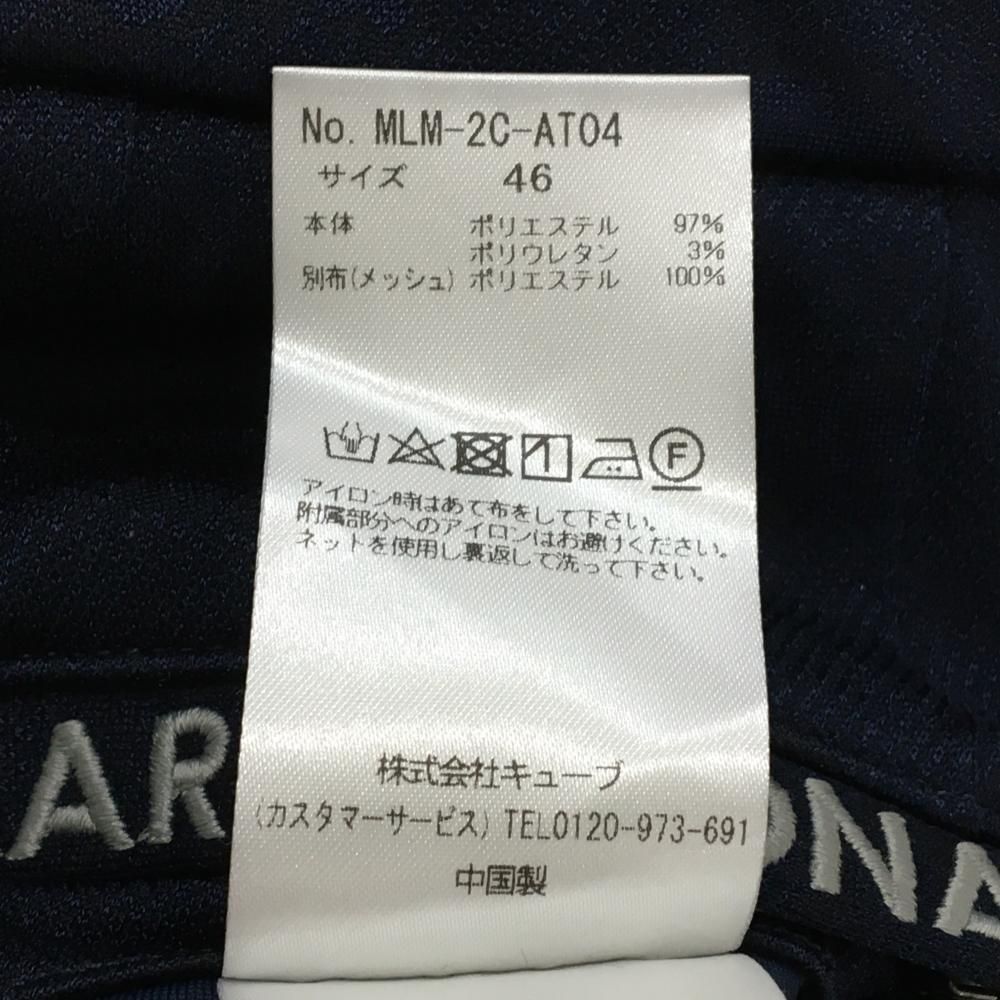 No. MLM-2C-AT04
サイズ 46
本体 ポリエステル 97%
ポリウレタン 3%
別布(メッシュ) ポリエステル 100%
F
アイロン時はあて布をして下さい。
附属部分へのアイロンはお避けください。
ネットを使用し裏返して洗って下さい。
AR
ONA
株式会社キューブ
(カスタマーサービス) TEL0120-973-691
中国製